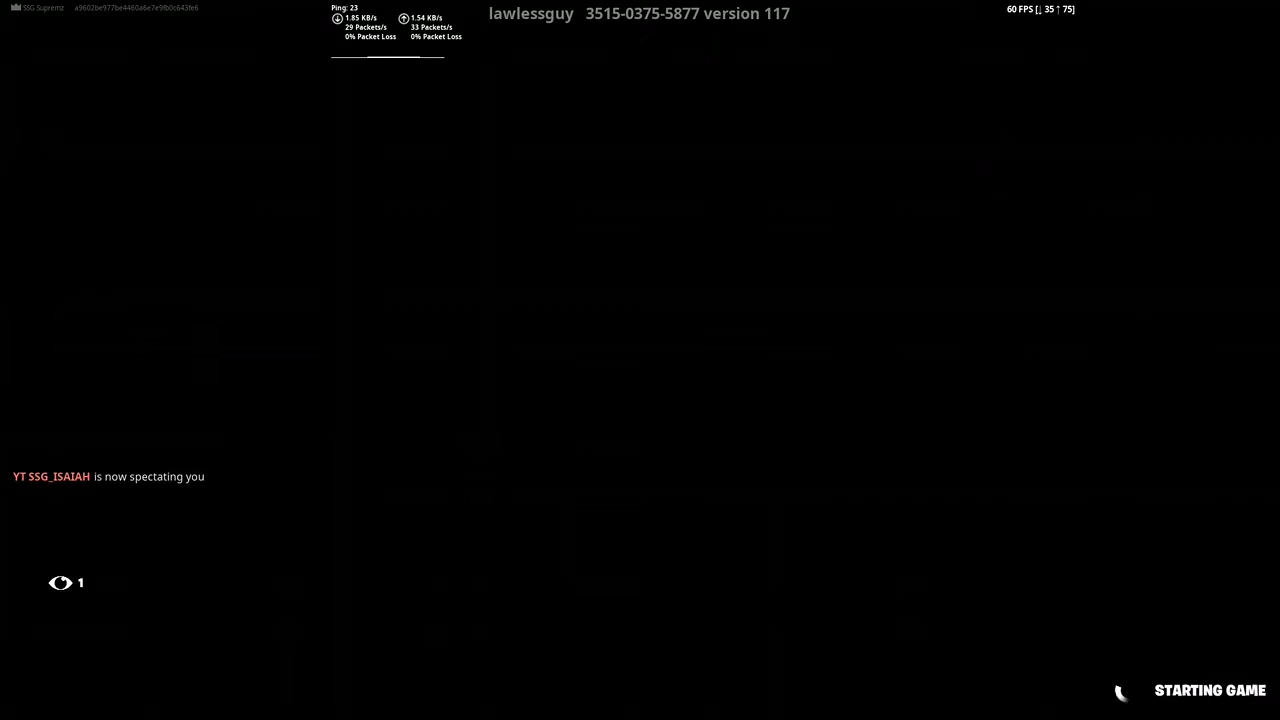 SSG Supremz a9602be977be4460a6e7e9fb0c643fe6
Ping: 23
1.85 KB/s 1.54 KB/s
29 Packets/s 33 Packets/s
0% Packet Loss 0% Packet Loss
lawlessguy 3515-0375-5877 version 117
60 FPS [↓ 35 ↑ 75]
YT SSG_ISAIAH is now spectating you
1
STARTING GAME